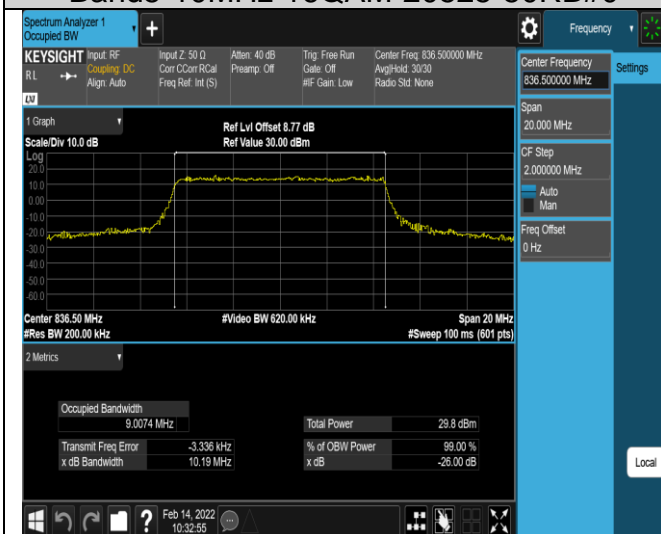 Spectrum Analyzer 1
Occupied BW
Frequency
KEYSIGHT
R L
LXI
Input: RF
Coupling: DC
Align: Auto
Input Z: 50 Ω
Corr CCorr RCal
Freq Ref: Int (S)
Atten: 40 dB
Preamp: Off
Trig: Free Run
Gate: Off
#IF Gain: Low
Center Freq: 836.500000 MHz
Avg|Hold: 30/30
Radio Std: None
Center Frequency
836.500000 MHz
Settings
Span
20.000 MHz
CF Step
2.000000 MHz
Auto
Man
Freq Offset
0 Hz
1 Graph
Scale/Div 10.0 dB
Ref Lvl Offset 8.77 dB
Ref Value 30.00 dBm
Log
20.0
10.0
0.00
-10.0
-20.0
-30.0
-40.0
-50.0
-60.0
Center 836.50 MHz
#Video BW 620.00 kHz
Span 20 MHz
#Res BW 200.00 kHz
#Sweep 100 ms (601 pts)
2 Metrics
Occupied Bandwidth
9.0074 MHz
Total Power 29.8 dBm
Transmit Freq Error -3.336 kHz
% of OBW Power 99.00 %
x dB Bandwidth 10.19 MHz
x dB -26.00 dB
Local
?
Feb 14, 2022
10:32:55